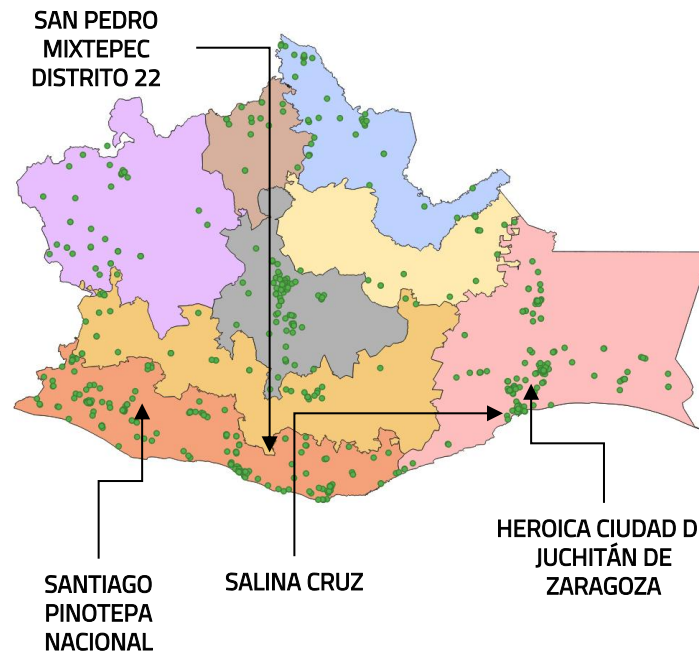 SAN PEDRO
MIXTEPEC
DISTRITO 22
HEROICA CIUDAD D
JUCHITÁN DE
ZARAGOZA
SALINA CRUZ
SANTIAGO
PINOTEPA
NACIONAL